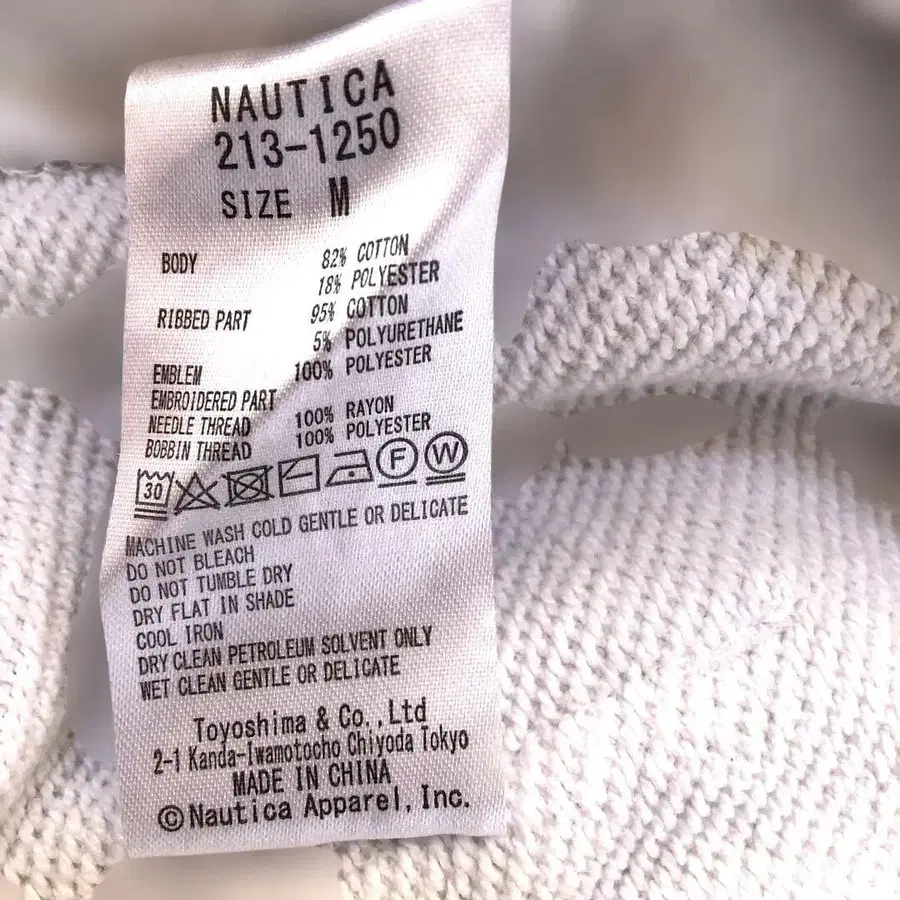 NAUTICA
213-1250
SIZE M
BODY 82% COTTON
18% POLYESTER
RIBBED PART 95% COTTON
5% POLYURETHANE
EMBLEM 100% POLYESTER
EMBROIDERED PART
NEEDLE THREAD 100% RAYON
BOBBIN THREAD 100% POLYESTER
30 F W
MACHINE WASH COLD GENTLE OR DELICATE
DO NOT BLEACH
DO NOT TUMBLE DRY
DRY FLAT IN SHADE
COOL IRON
DRY CLEAN PETROLEUM SOLVENT ONLY
WET CLEAN GENTLE OR DELICATE
Toyoshima & Co.,Ltd
2-1 Kanda-Iwamotocho Chiyoda Tokyo
MADE IN CHINA
©Nautica Apparel, Inc.